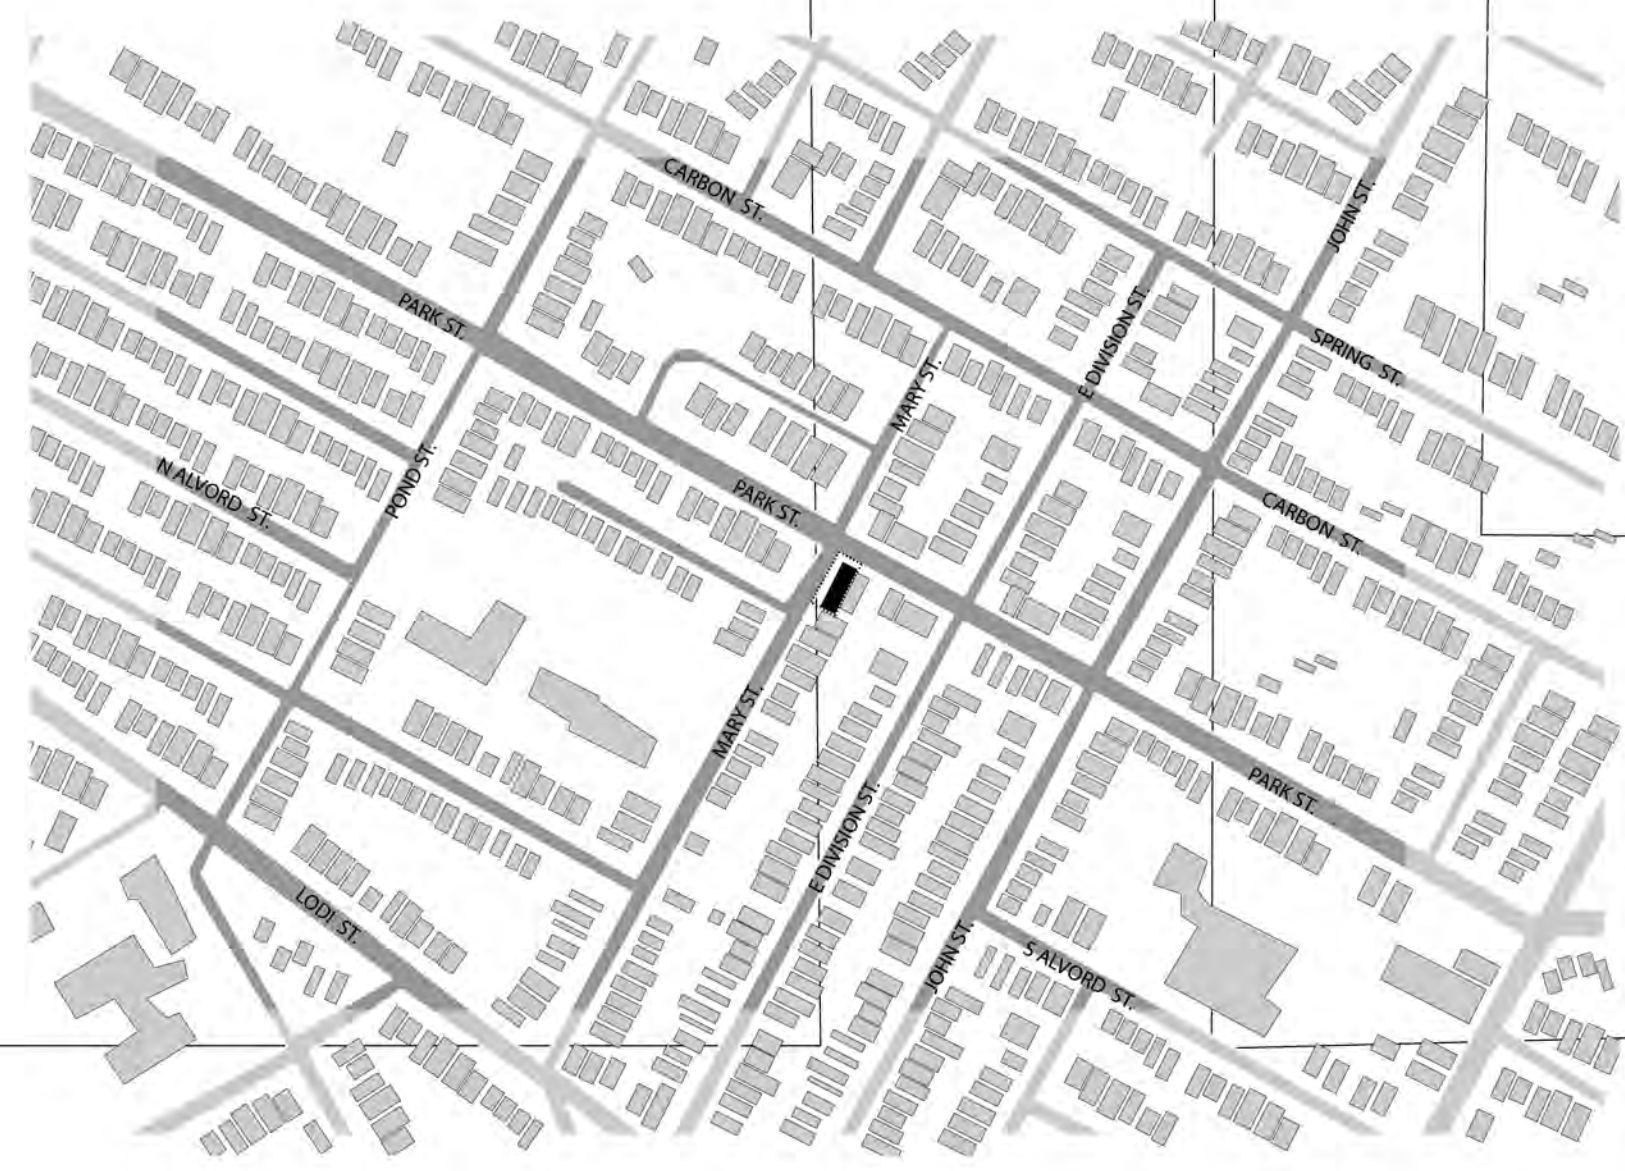 CARBON ST.
JOHN ST.
PARK ST.
E DIVISION ST.
SPRING ST.
MARY ST.
POND ST.
N ALVORD ST.
PARK ST.
CARBON ST.
MARY ST.
PARK ST.
E DIVISION ST.
LODI ST.
JOHN ST.
S ALVORD ST.